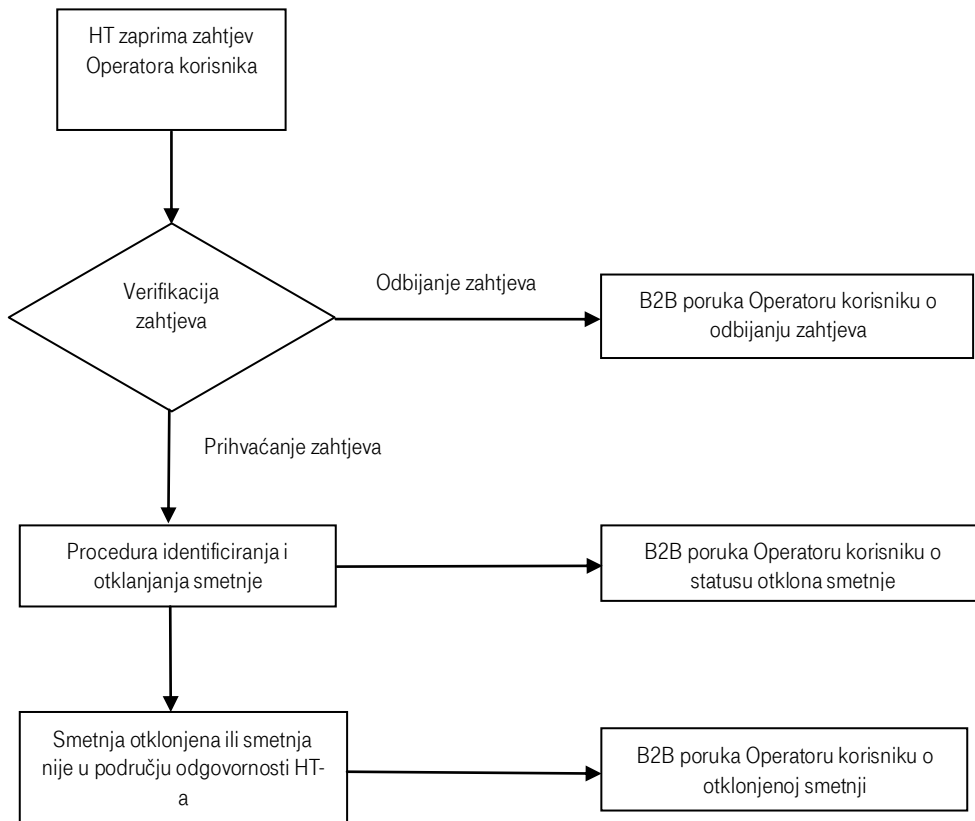 HT zaprima zahtjev
Operatora korisnika
Verifikacija
zahtjeva
Odbijanje zahtjeva
B2B poruka Operatoru korisniku o
odbijanju zahtjeva
Prihvaćanje zahtjeva
Procedura identificiranja i
otklanjanja smetnje
B2B poruka Operatoru korisniku o
statusu otklona smetnje
Smetnja otklonjena ili smetnja
nije u području odgovornosti HT-
a
B2B poruka Operatoru korisniku o
otklonjenoj smetnji